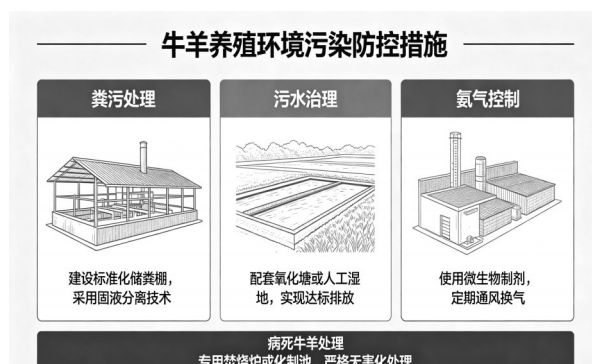 牛羊养殖环境污染防控措施
粪污处理
建设标准化储粪棚，
采用固液分离技术
污水治理
配套氧化塘或人工湿
地，实现达标排放
氨气控制
使用微生物制剂，
定期通风换气
病死牛羊处理
专用焚烧炉或化制池，严格无害化处理